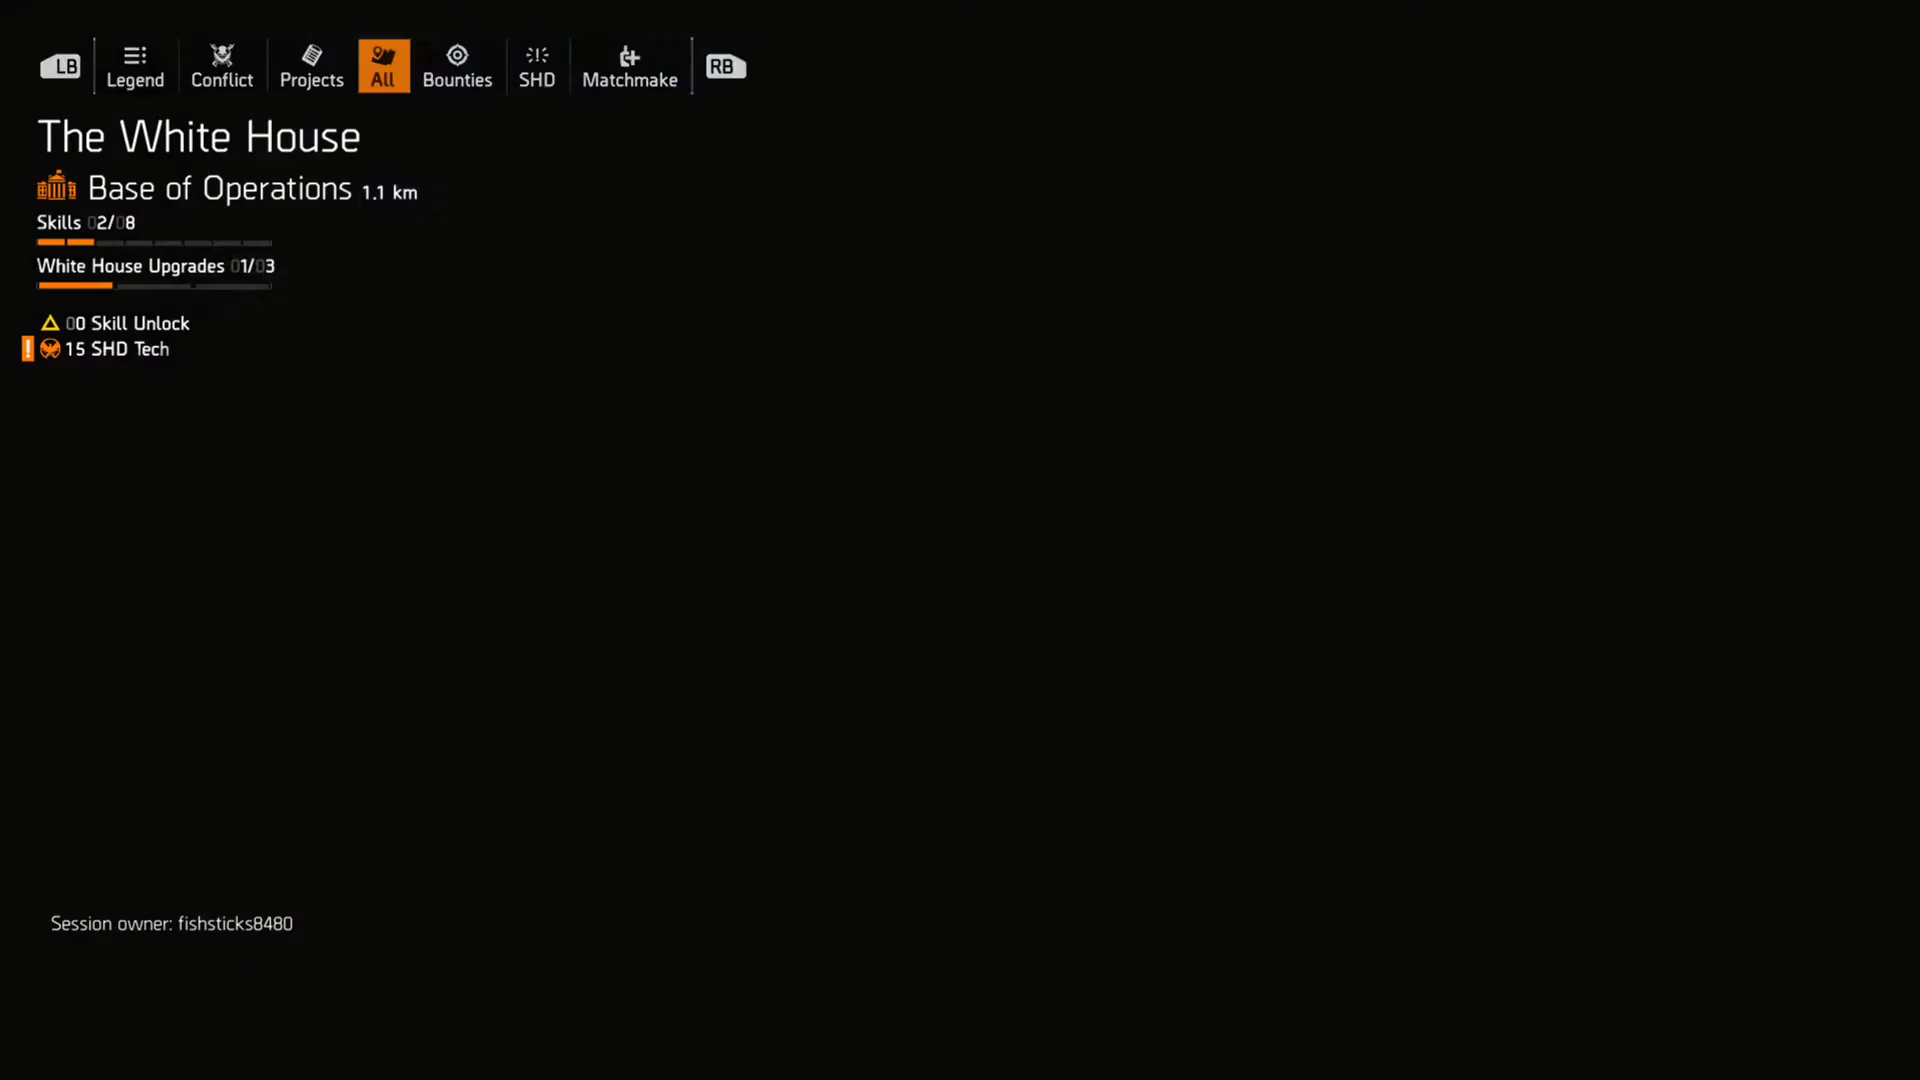 LB Legend Conflict Projects All Bounties SHD Matchmake RB
The White House
Base of Operations 1.1 km
Skills 02/08
White House Upgrades 01/03
00 Skill Unlock
! 15 SHD Tech
Session owner: fishsticks8480